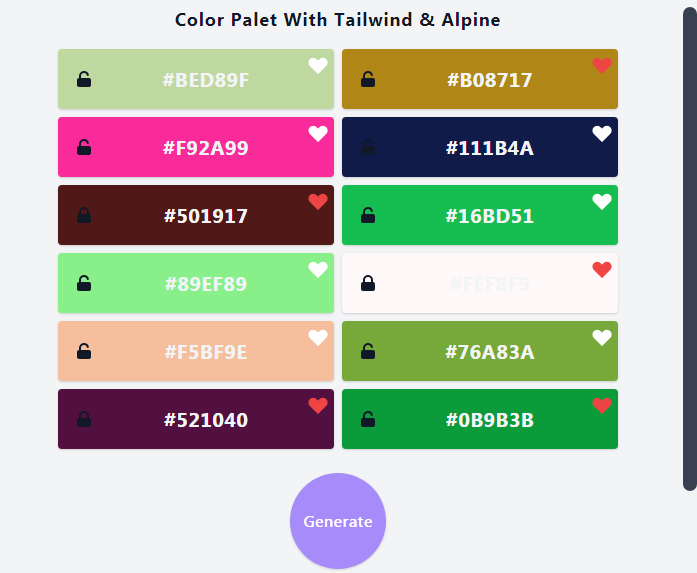 Color Palet With Tailwind & Alpine
#BED89F #B08717
#F92A99 #111B4A
#501917 #16BD51
#89EF89 #FEF8F9
#F5BF9E #76A83A
#521040 #0B9B3B
Generate